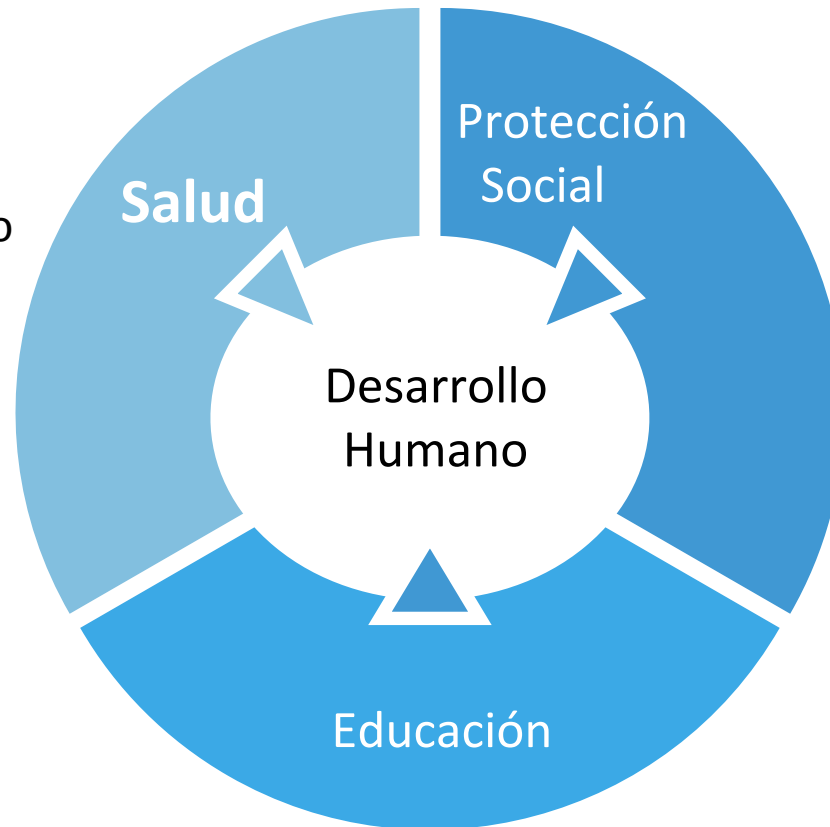 Protección
Social
Salud
Desarrollo
Humano
Educación